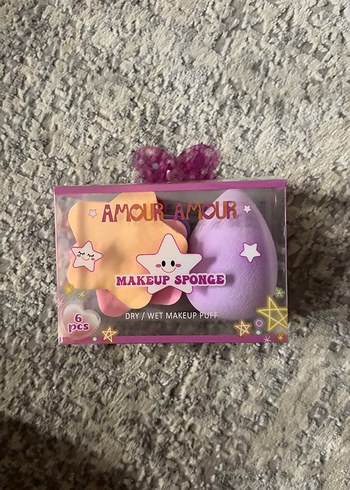 AMOUR AMOUR
MAKEUP SPONGE
DRY / WET MAKEUP PUFF
6
pcs